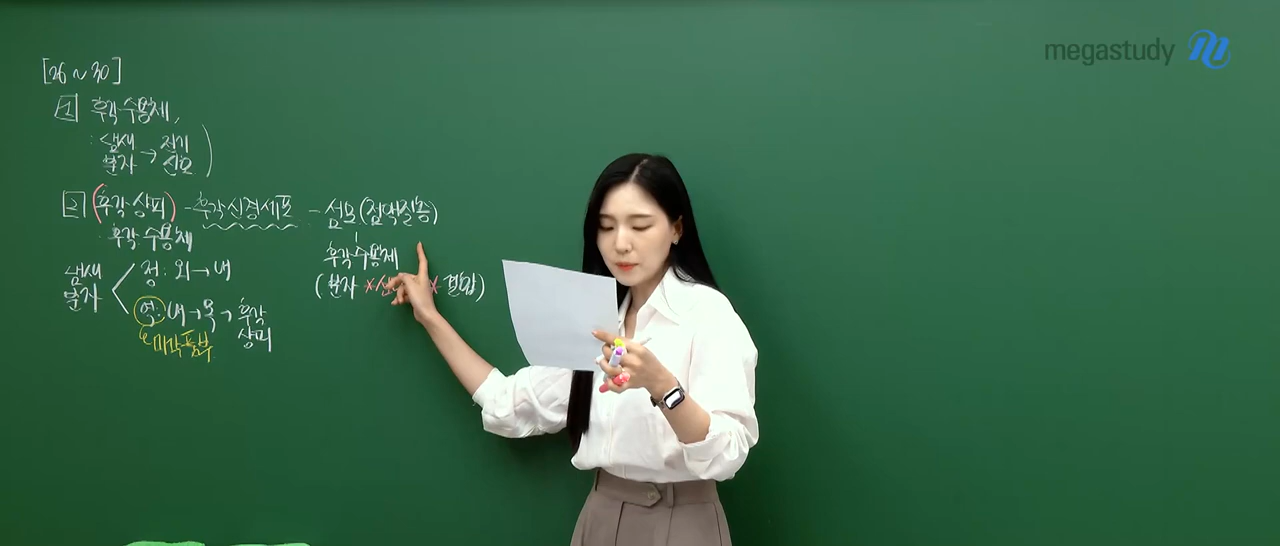 megastudy
[26~30]
1 후각 수용체,
: 냄새 분자 → 전기 신호)
2 (후각 상피) - 후각 신경세포 - 섬모 (점액질층)
: 후각 수용체
후각 수용체
(분자 결합)
냄새 분자 < 정: 외→내
역: 내→목→후각 상피
미각 풍부